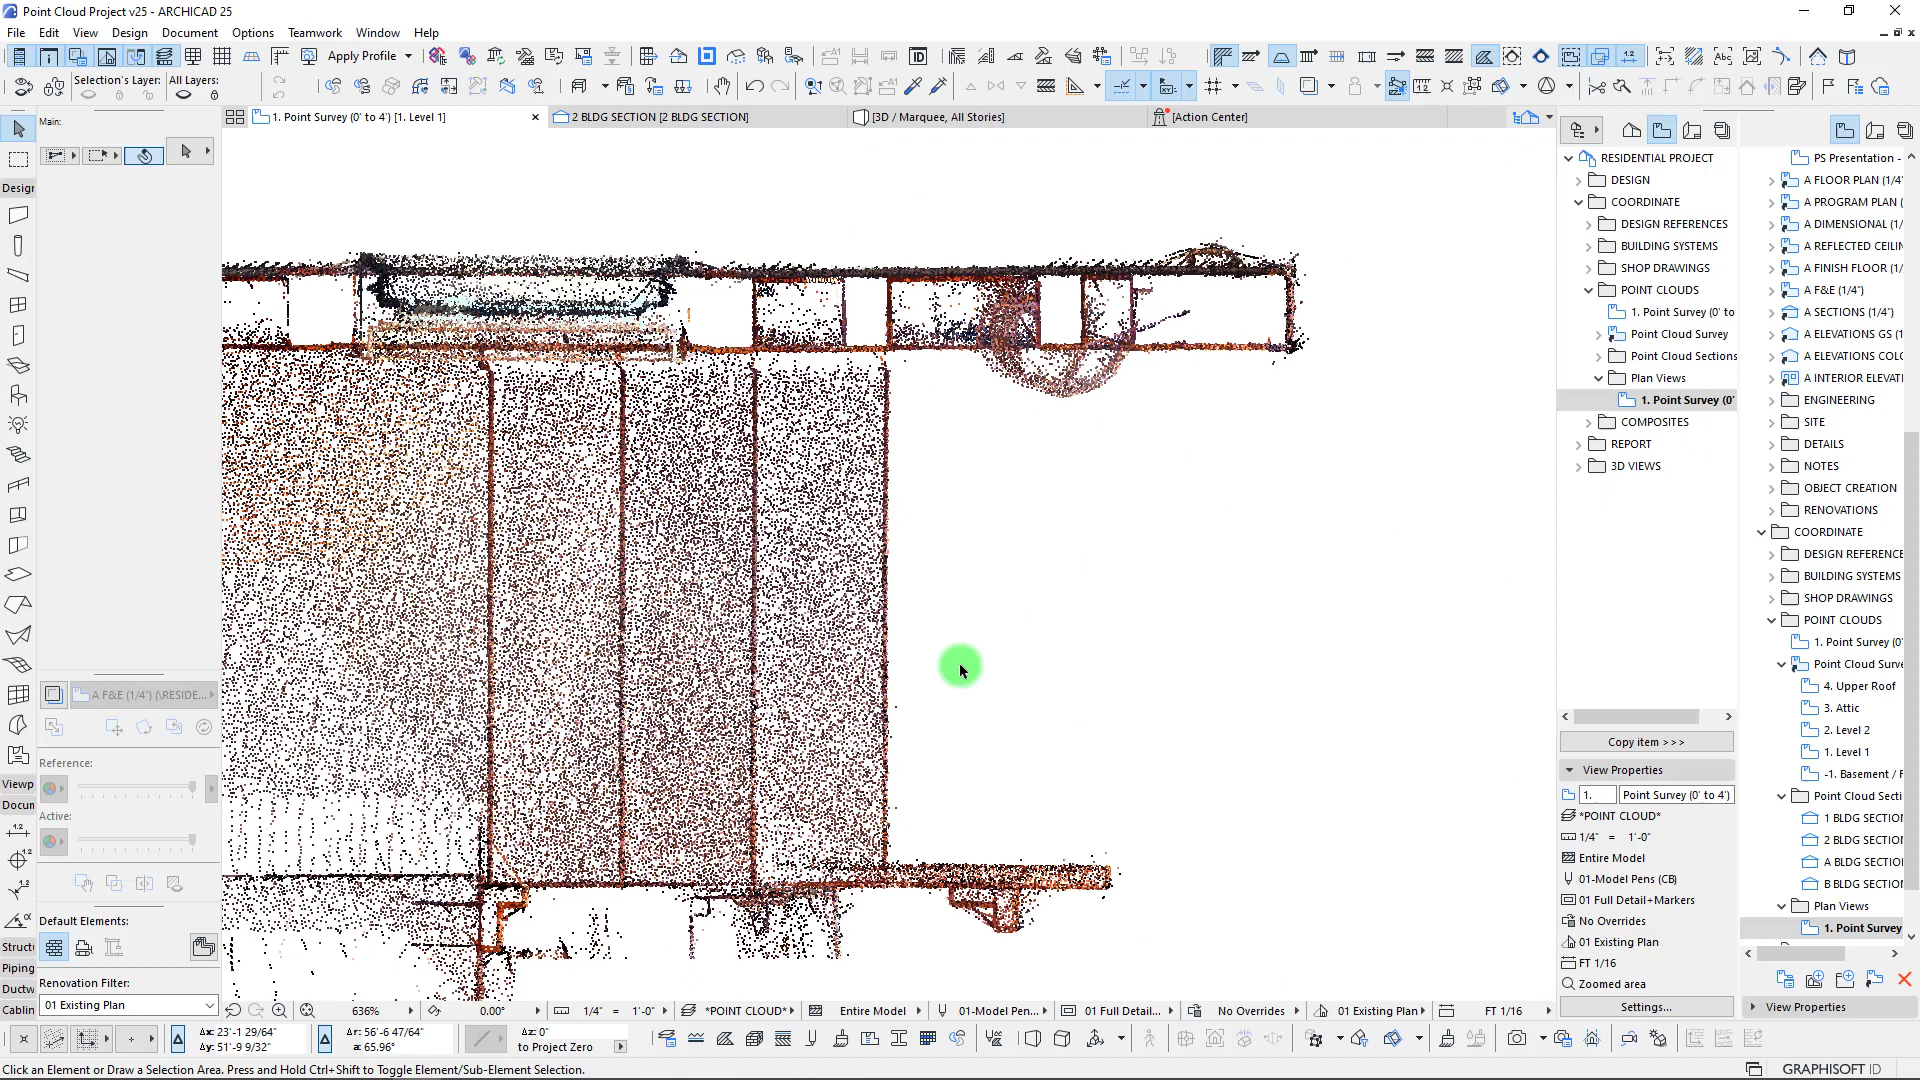 Point Cloud Project v25 - ARCHICAD 25
File Edit View Design Document Options Teamwork Window Help
Apply Profile
Selection's Layer: All Layers:
1. Point Survey (0' to 4') [1. Level 1]
2 BLDG SECTION [2 BLDG SECTION]
[3D / Marquee, All Stories]
[Action Center]
Main:
Design
Viewp
Docun
Struct
Piping
Ductw
Cabin
A F&E (1/4") (\RESIDE...
Reference:
Active:
Default Elements:
Renovation Filter:
01 Existing Plan
RESIDENTIAL PROJECT
DESIGN
COORDINATE
DESIGN REFERENCES
BUILDING SYSTEMS
SHOP DRAWINGS
POINT CLOUDS
1. Point Survey (0' to
Point Cloud Survey
Point Cloud Sections
Plan Views
1. Point Survey (0'
COMPOSITES
REPORT
3D VIEWS
Copy item >>>
View Properties
1. Point Survey (0' to 4')
*POINT CLOUD*
1/4" = 1'-0"
Entire Model
01-Model Pens (CB)
01 Full Detail+Markers
No Overrides
01 Existing Plan
FT 1/16
Zoomed area
Settings...
PS Presentation -
A FLOOR PLAN (1/4"
A PROGRAM PLAN (
A DIMENSIONAL (1/
A REFLECTED CEILIN
A FINISH FLOOR (1/
A F&E (1/4")
A SECTIONS (1/4")
A ELEVATIONS GS (1
A ELEVATIONS COLO
A INTERIOR ELEVATI
ENGINEERING
SITE
DETAILS
NOTES
OBJECT CREATION
RENOVATIONS
COORDINATE
DESIGN REFERENCE
BUILDING SYSTEMS
SHOP DRAWINGS
POINT CLOUDS
1. Point Survey (0'
Point Cloud Surve
4. Upper Roof
3. Attic
2. Level 2
1. Level 1
-1. Basement / F
Point Cloud Secti
1 BLDG SECTION
2 BLDG SECTION
A BLDG SECTION
B BLDG SECTION
Plan Views
1. Point Survey
View Properties
636% 0.00° 1/4" = 1'-0" *POINT CLOUD* Entire Model 01-Model Pen... 01 Full Detail... No Overrides 01 Existing Plan FT 1/16
Δx: 23'-1 29/64" Δr: 56'-6 47/64" Δz: 0"
Δy: 51'-9 9/32" a: 65.96° to Project Zero
Click an Element or Draw a Selection Area. Press and Hold Ctrl+Shift to Toggle Element/Sub-Element Selection.
GRAPHISOFT ID